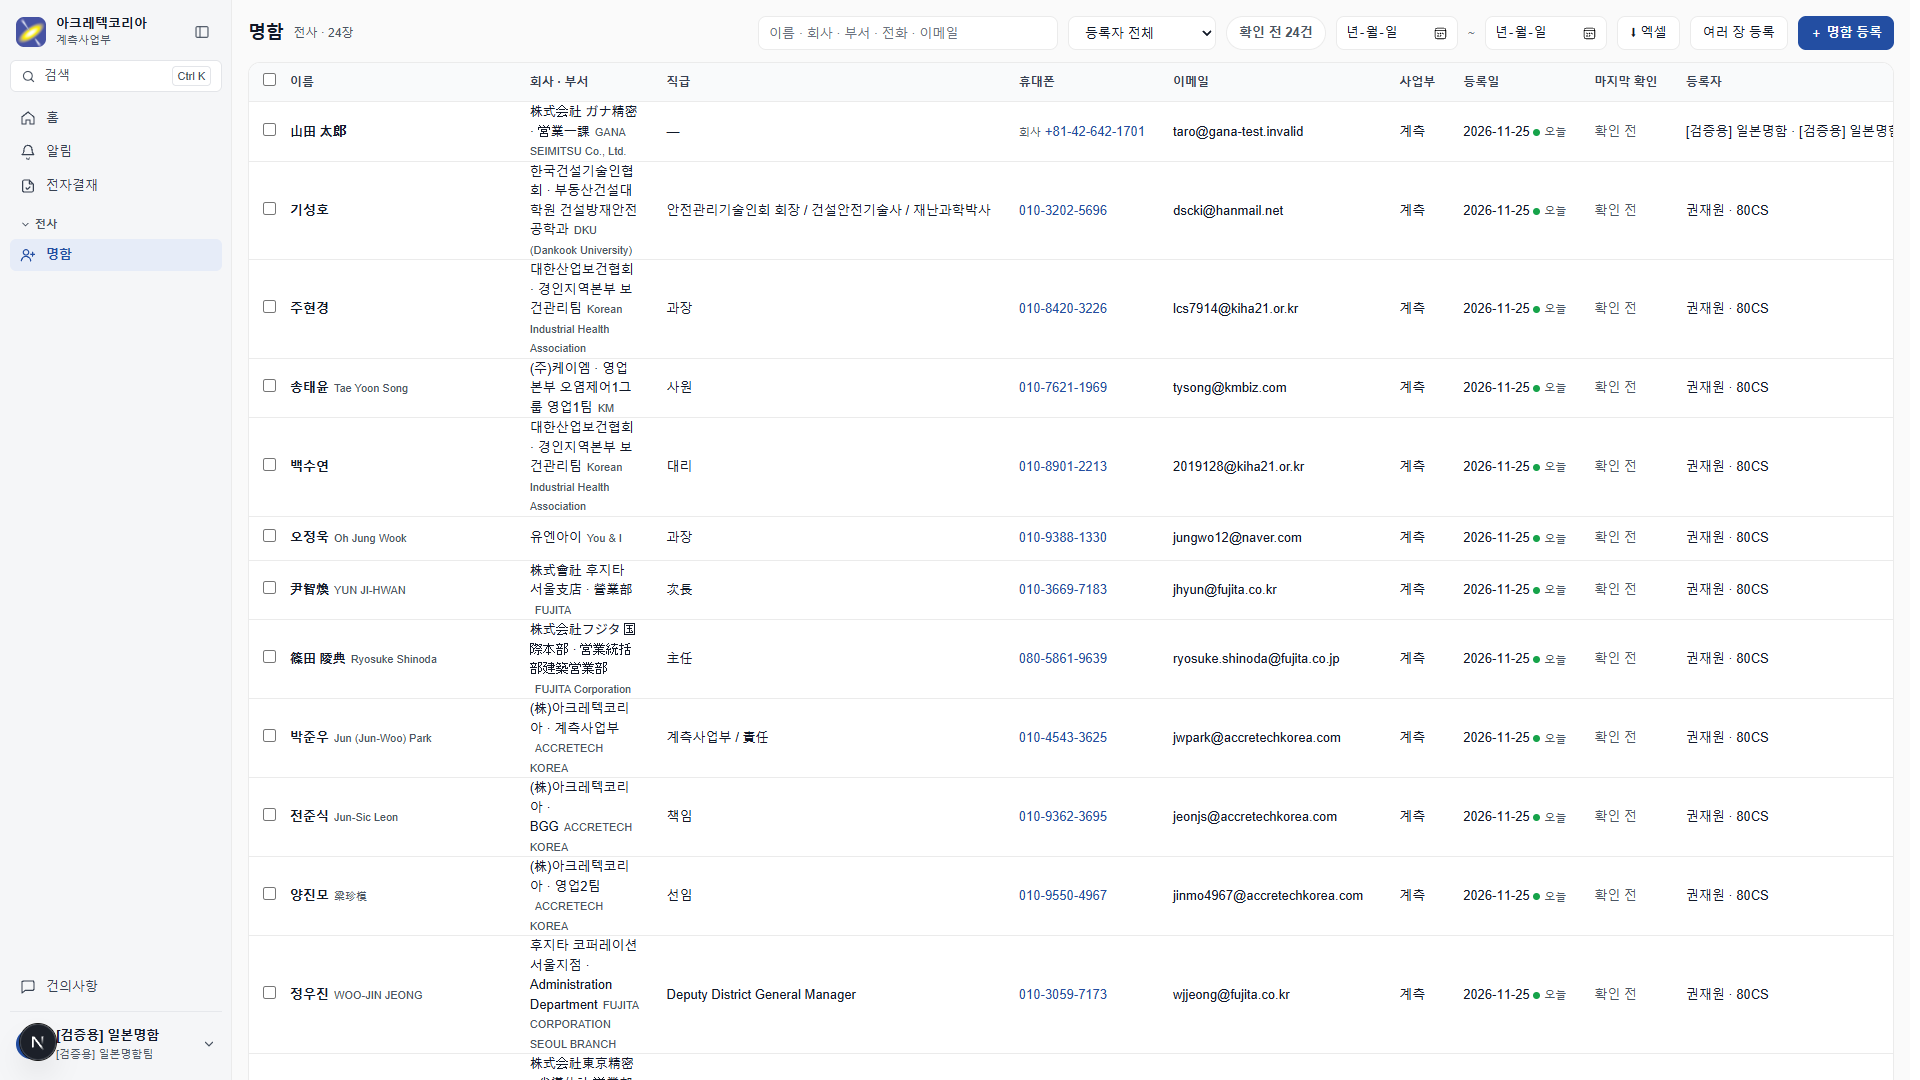 아크레텍코리아
계측사업부
검색
Ctrl K
홈
알림
전자결재
전사
명함
건의사항
N
[검증용] 일본명함
[검증용] 일본명함팀
명함 전사 · 24장
이름 · 회사 · 부서 · 전화 · 이메일
등록자 전체
확인 전 24건
년-월-일
~
년-월-일
⬇ 엑셀
여러 장 등록
+ 명함 등록
이름 회사 · 부서 직급 휴대폰 이메일 사업부 등록일 마지막 확인 등록자
山田 太郎
株式会社 ガナ精密
· 営業一課 GANA
SEIMITSU Co., Ltd.
—
회사 +81-42-642-1701
taro@gana-test.invalid
계측
2026-11-25 ● 오늘
확인 전
[검증용] 일본명함 · [검증용] 일본명함
기성호
한국건설기술인협
회 · 부동산건설대
학원 건설방재안전
공학과 DKU
(Dankook University)
안전관리기술인회 회장 / 건설안전기술사 / 재난과학박사
010-3202-5696
dscki@hanmail.net
계측
2026-11-25 ● 오늘
확인 전
권재원 · 80CS
주현경
대한산업보건협회
· 경인지역본부 보
건관리팀 Korean
Industrial Health
Association
과장
010-8420-3226
lcs7914@kiha21.or.kr
계측
2026-11-25 ● 오늘
확인 전
권재원 · 80CS
송태윤 Tae Yoon Song
(주)케이엠 · 영업
본부 오염제어1그
룹 영업1팀 KM
사원
010-7621-1969
tysong@kmbiz.com
계측
2026-11-25 ● 오늘
확인 전
권재원 · 80CS
백수연
대한산업보건협회
· 경인지역본부 보
건관리팀 Korean
Industrial Health
Association
대리
010-8901-2213
2019128@kiha21.or.kr
계측
2026-11-25 ● 오늘
확인 전
권재원 · 80CS
오정욱 Oh Jung Wook
유엔아이 You & I
과장
010-9388-1330
jungwo12@naver.com
계측
2026-11-25 ● 오늘
확인 전
권재원 · 80CS
尹智煥 YUN JI-HWAN
株式會社 후지타
서울支店 · 營業部
FUJITA
次長
010-3669-7183
jhyun@fujita.co.kr
계측
2026-11-25 ● 오늘
확인 전
권재원 · 80CS
篠田 陵典 Ryosuke Shinoda
株式会社フジタ 国
際本部 · 営業統括
部建築営業部
FUJITA Corporation
主任
080-5861-9639
ryosuke.shinoda@fujita.co.jp
계측
2026-11-25 ● 오늘
확인 전
권재원 · 80CS
박준우 Jun (Jun-Woo) Park
(株)아크레텍코리
아 · 계측사업부
ACCRETECH
KOREA
계측사업부 / 責任
010-4543-3625
jwpark@accretechkorea.com
계측
2026-11-25 ● 오늘
확인 전
권재원 · 80CS
전준식 Jun-Sic Leon
(株)아크레텍코리
아 ·
BGG ACCRETECH
KOREA
책임
010-9362-3695
jeonjs@accretechkorea.com
계측
2026-11-25 ● 오늘
확인 전
권재원 · 80CS
양진모 梁珍模
(株)아크레텍코리
아 · 영업2팀
ACCRETECH
KOREA
선임
010-9550-4967
jinmo4967@accretechkorea.com
계측
2026-11-25 ● 오늘
확인 전
권재원 · 80CS
정우진 WOO-JIN JEONG
후지타 코퍼레이션
서울지점 ·
Administration
Department FUJITA
CORPORATION
SEOUL BRANCH
Deputy District General Manager
010-3059-7173
wjjeong@fujita.co.kr
계측
2026-11-25 ● 오늘
확인 전
권재원 · 80CS
株式会社東京精密